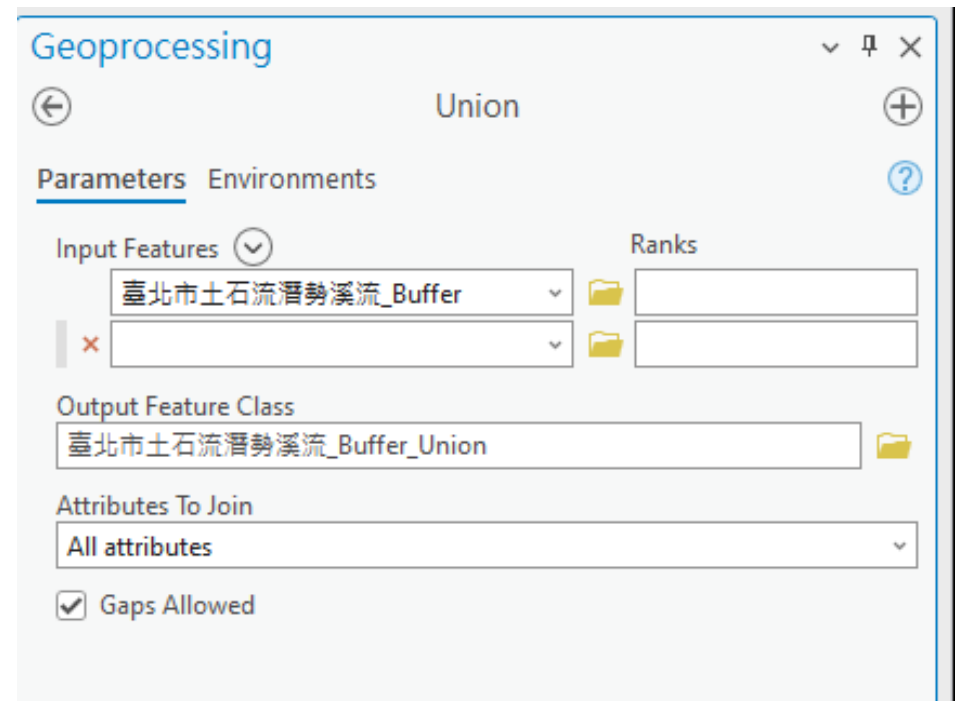 Geoprocessing
Union
Parameters Environments
Input Features Ranks
臺北市土石流潛勢溪流_Buffer
Output Feature Class
臺北市土石流潛勢溪流_Buffer_Union
Attributes To Join
All attributes
Gaps Allowed